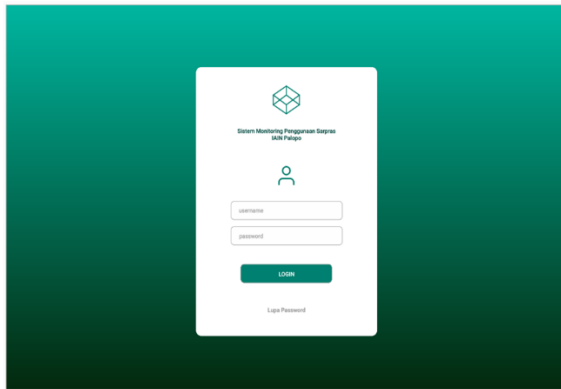 Sistem Monitoring Penggunaan Sarpras
IAIN Palopo
username
password
LOGIN
Lupa Password